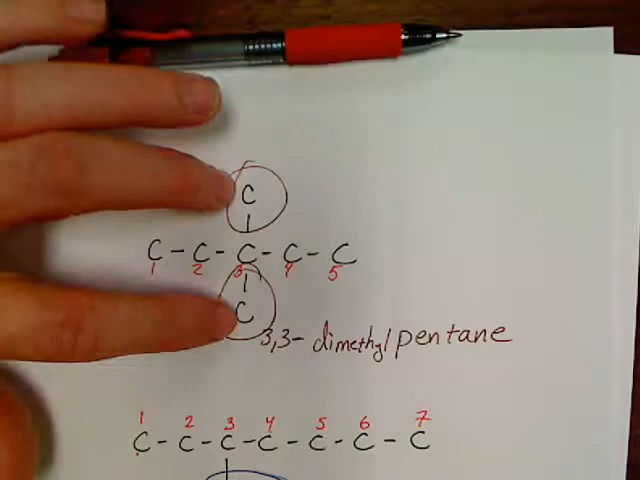 C
C - C - C - C - C
1 2 3 4 5
C
3,3- dimethylpentane
1 2 3 4 5 6 7
C - C - C - C - C - C - C